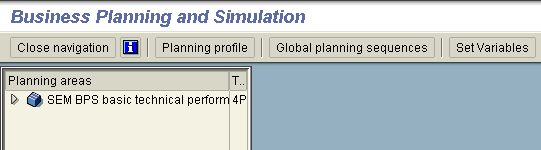 Business Planning and Simulation
Close navigation Planning profile Global planning sequences Set Variables
Planning areas T..
SEM BPS basic technical perform 4P